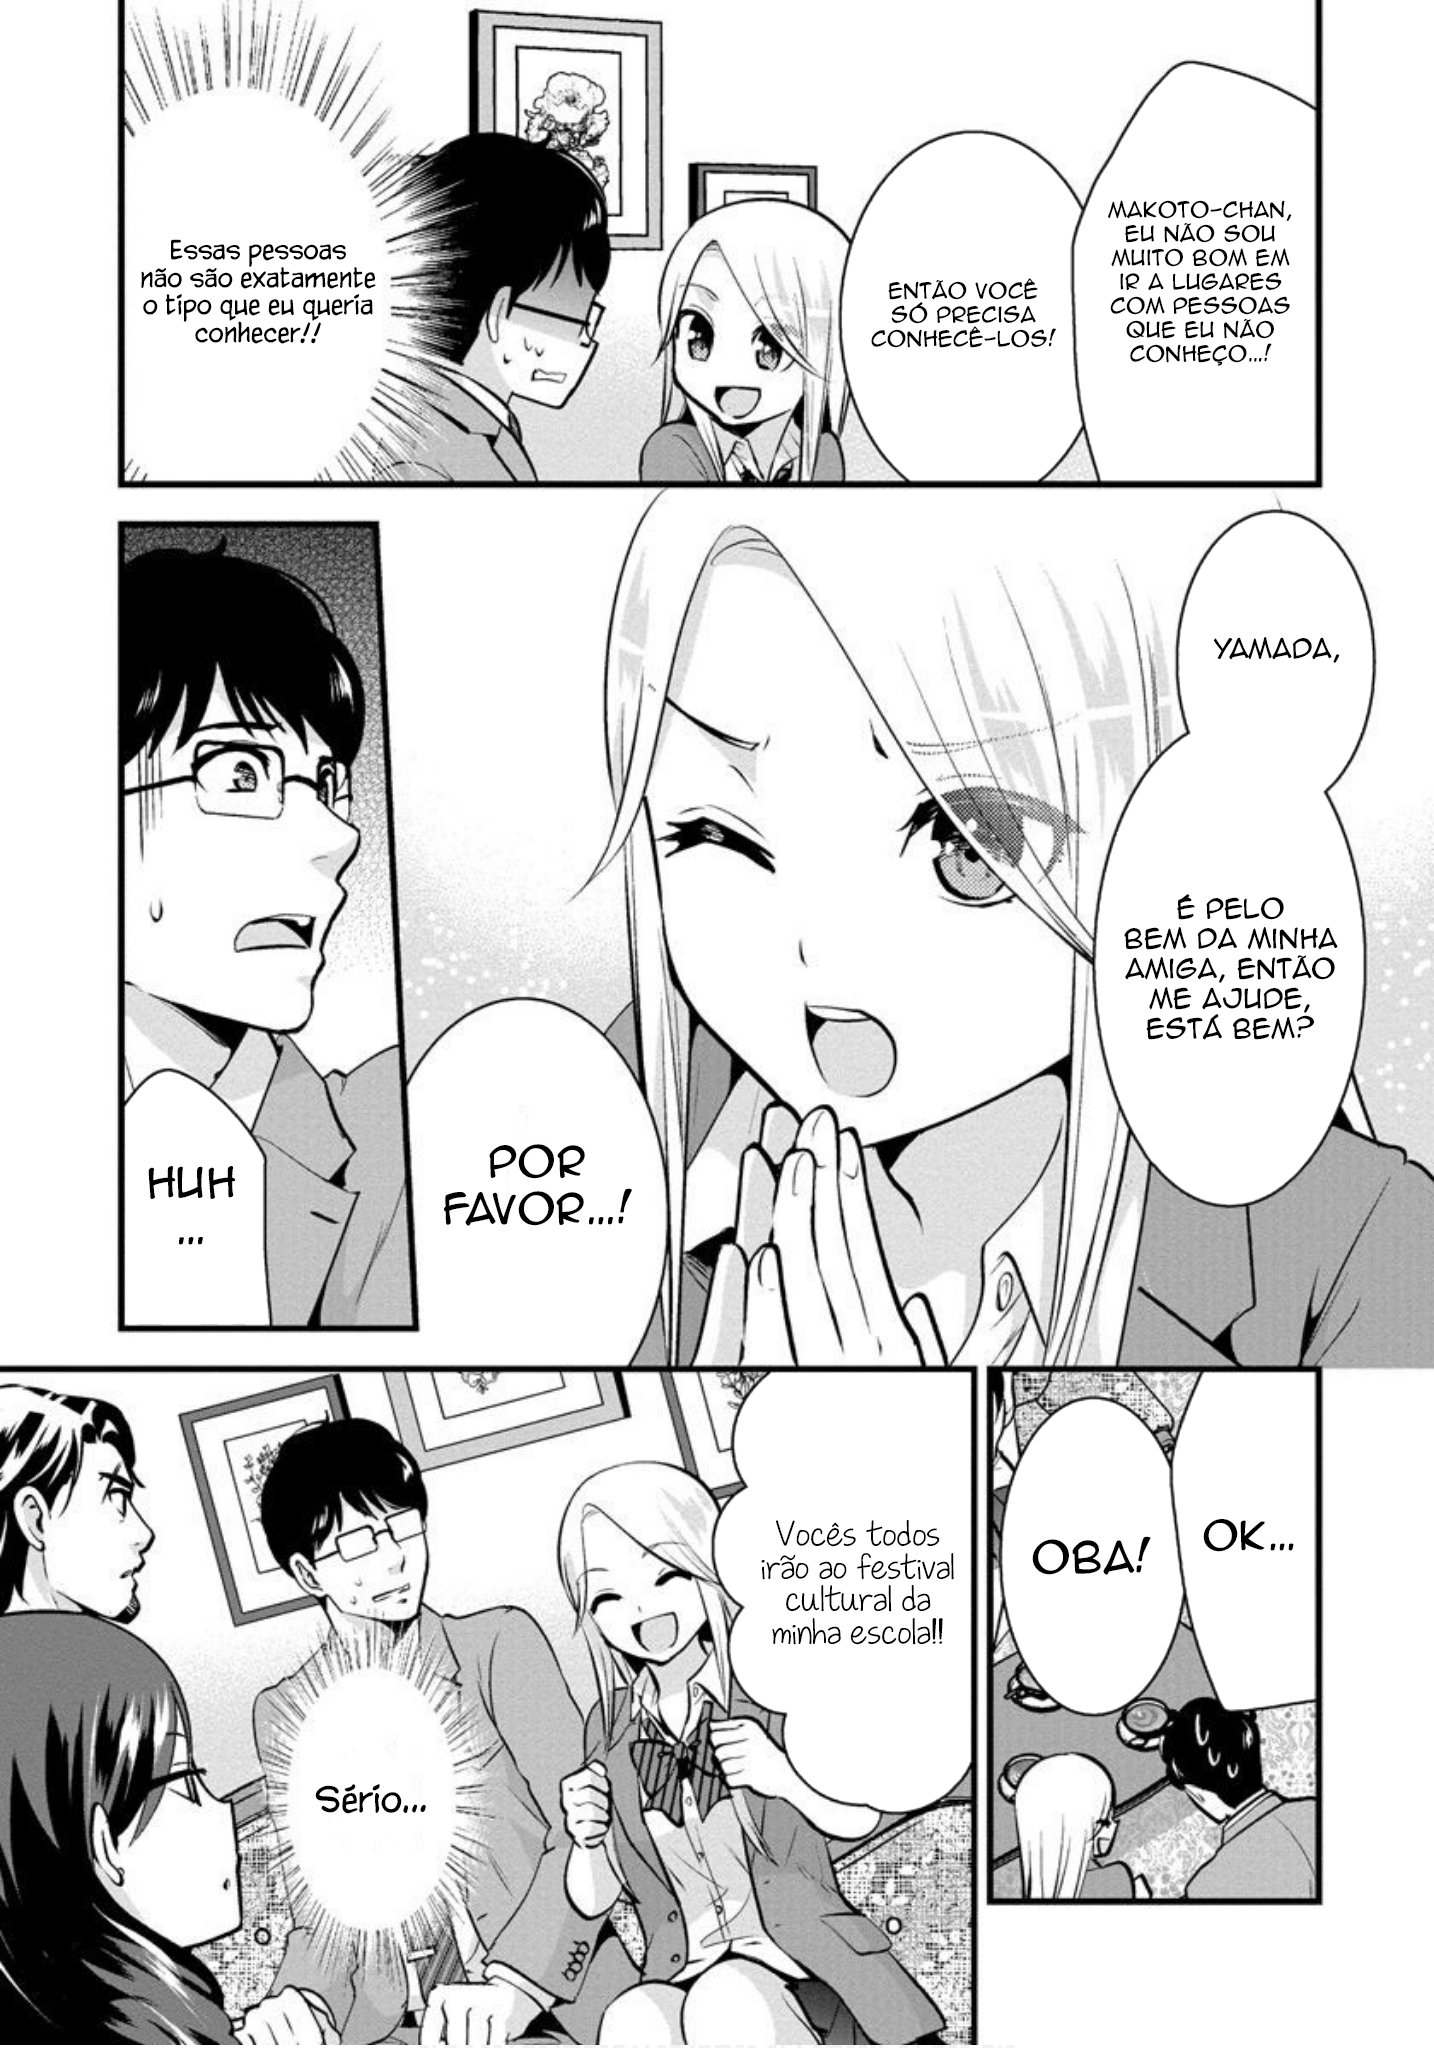 MAKOTO-CHAN,
EU NÃO SOU
MUITO BOM EM
IR A LUGARES
COM PESSOAS
QUE EU NÃO
CONHEÇO...!
ENTÃO VOCÊ
SÓ PRECISA
CONHECÊ-LOS!
Essas pessoas
não são exatamente
o tipo que eu queria
conhecer!!
YAMADA,
É PELO
BEM DA MINHA
AMIGA, ENTÃO
ME AJUDE,
ESTÁ BEM?
POR
FAVOR...!
HUH
...
OK...
OBA!
Vocês todos
irão ao festival
cultural da
minha escola!!
Sério...